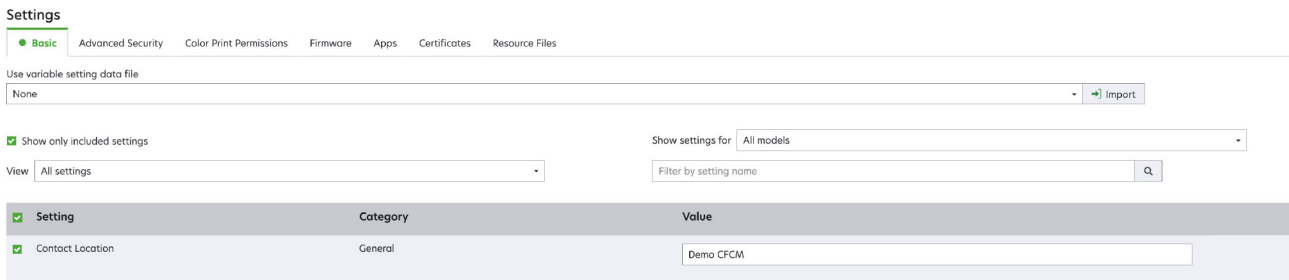 Settings
Basic Advanced Security Color Print Permissions Firmware Apps Certificates Resource Files
Use variable setting data file
None Import
Show only included settings Show settings for All models
View All settings Filter by setting name
Setting Category Value
Contact Location General Demo CFCM